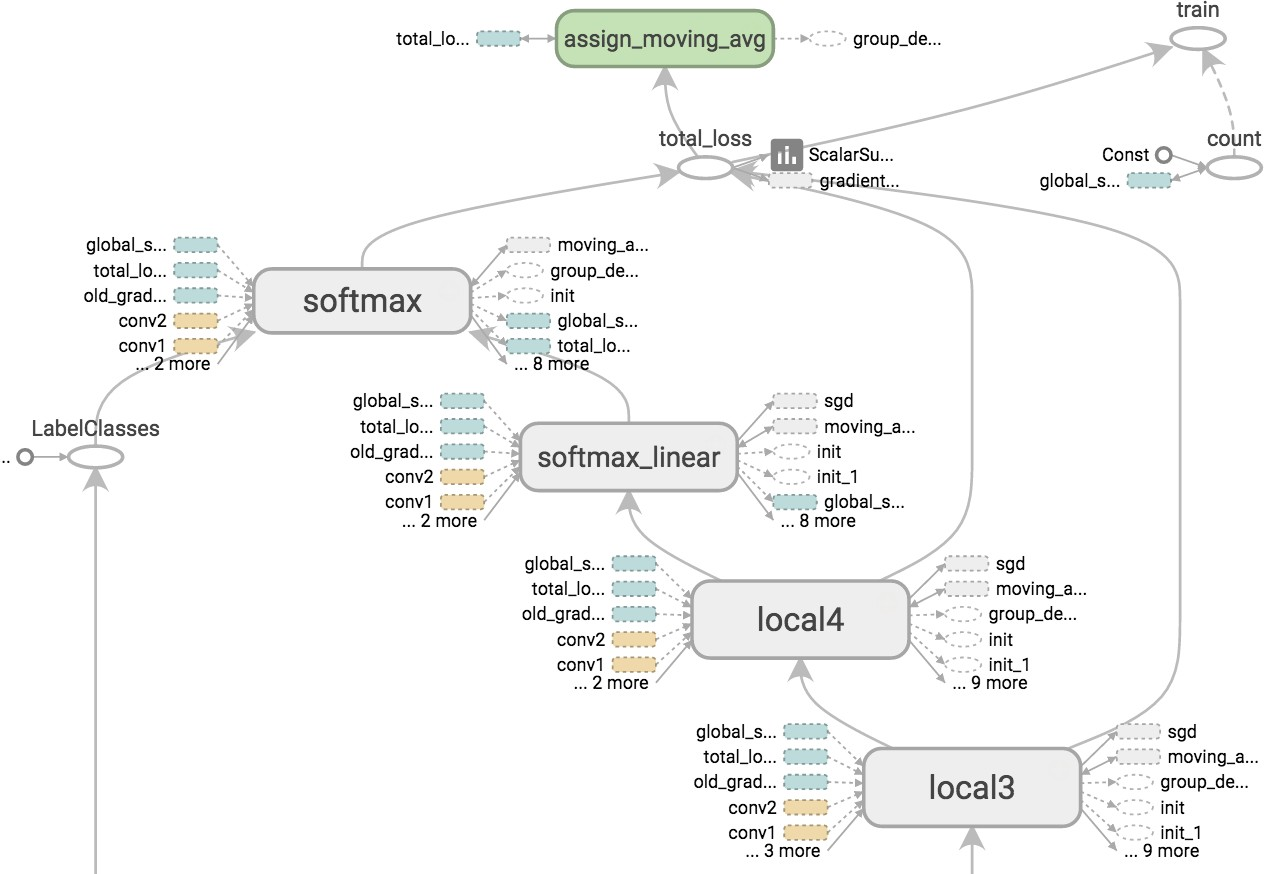 train
total_lo...
assign_moving_avg
group_de...
total_loss
count
ScalarSu...
Const
gradient...
global_s...
global_s...
total_lo...
old_grad...
conv2
conv1
... 2 more
softmax
moving_a...
group_de...
init
global_s...
total_lo...
... 8 more
LabelClasses
..
global_s...
total_lo...
old_grad...
conv2
conv1
... 2 more
softmax_linear
sgd
moving_a...
init
init_1
global_s...
... 8 more
global_s...
total_lo...
old_grad...
conv2
conv1
... 2 more
local4
sgd
moving_a...
group_de...
init
init_1
... 9 more
global_s...
total_lo...
old_grad...
conv2
conv1
... 3 more
local3
sgd
moving_a...
group_de...
init
init_1
... 9 more